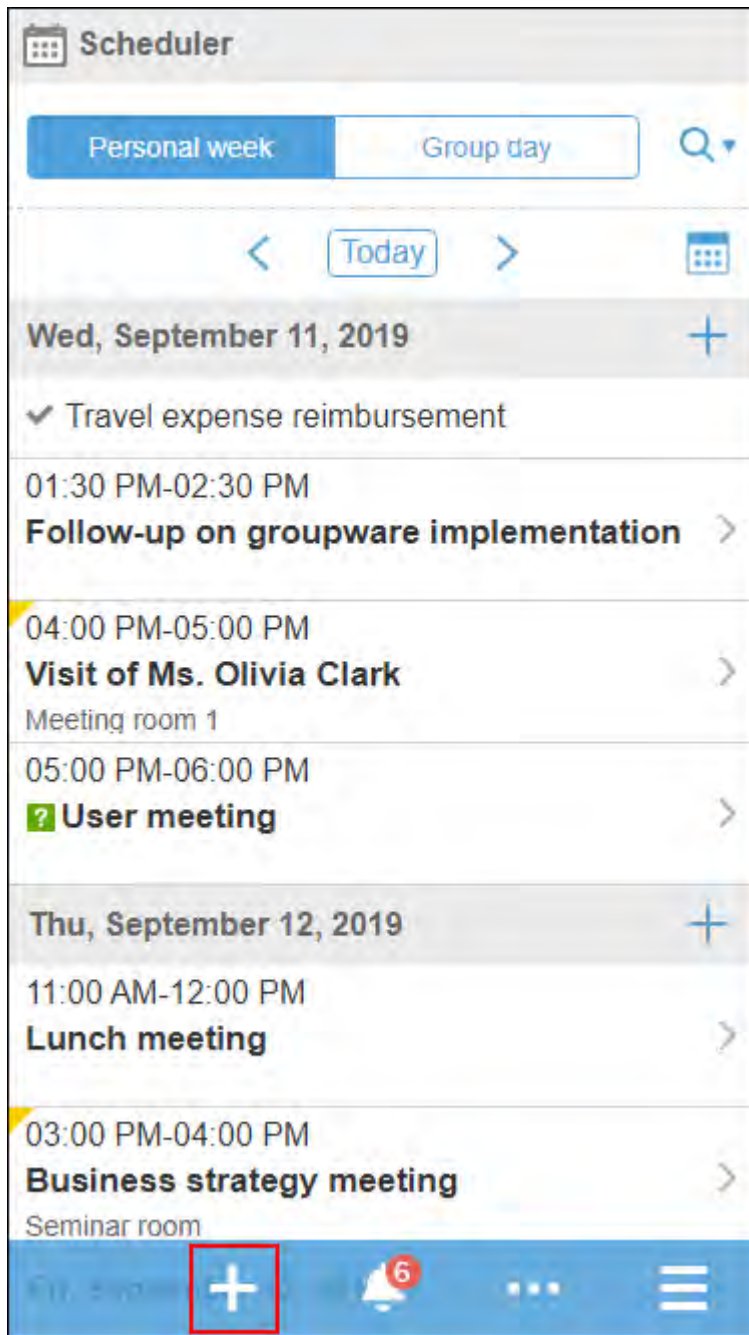 Scheduler
Personal week Group day
Today
Wed, September 11, 2019
Travel expense reimbursement
01:30 PM-02:30 PM
Follow-up on groupware implementation
04:00 PM-05:00 PM
Visit of Ms. Olivia Clark
Meeting room 1
05:00 PM-06:00 PM
? User meeting
Thu, September 12, 2019
11:00 AM-12:00 PM
Lunch meeting
03:00 PM-04:00 PM
Business strategy meeting
Seminar room
6